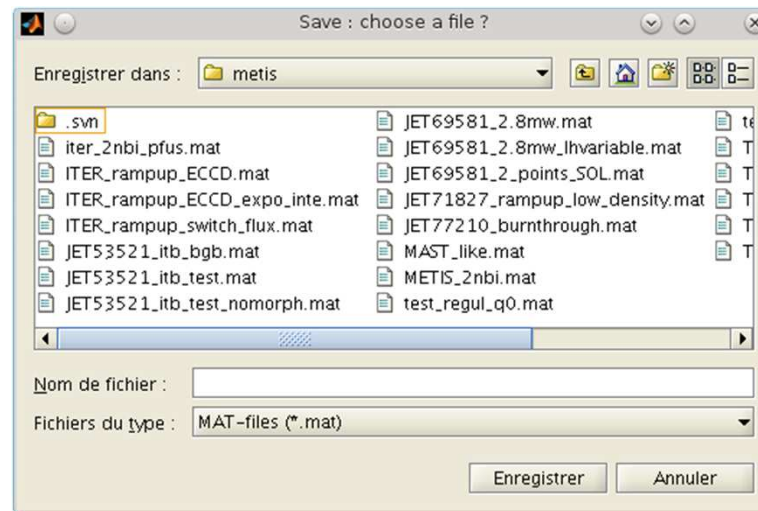 Save : choose a file ?
Enregistrer dans : metis
.svn
iter_2nbi_pfus.mat
ITER_rampup_ECCD.mat
ITER_rampup_ECCD_expo_inte.mat
ITER_rampup_switch_flux.mat
JET53521_itb_bgb.mat
JET53521_itb_test.mat
JET53521_itb_test_nomorph.mat
JET69581_2.8mw.mat
JET69581_2.8mw_lhvariable.mat
JET69581_2_points_SOL.mat
JET71827_rampup_low_density.mat
JET77210_burnthrough.mat
MAST_like.mat
METIS_2nbi.mat
test_regul_q0.mat
te
T
T
T
T
T
Nom de fichier :
Fichiers du type : MAT-files (*.mat)
Enregistrer Annuler